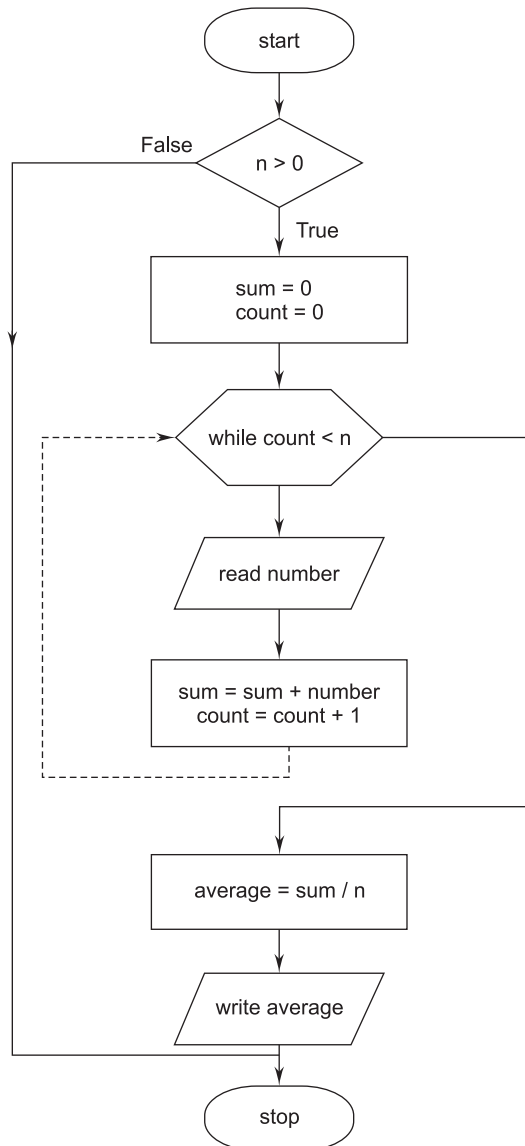 start
False
n > 0
True
sum = 0
count = 0
while count < n
read number
sum = sum + number
count = count + 1
average = sum / n
write average
stop